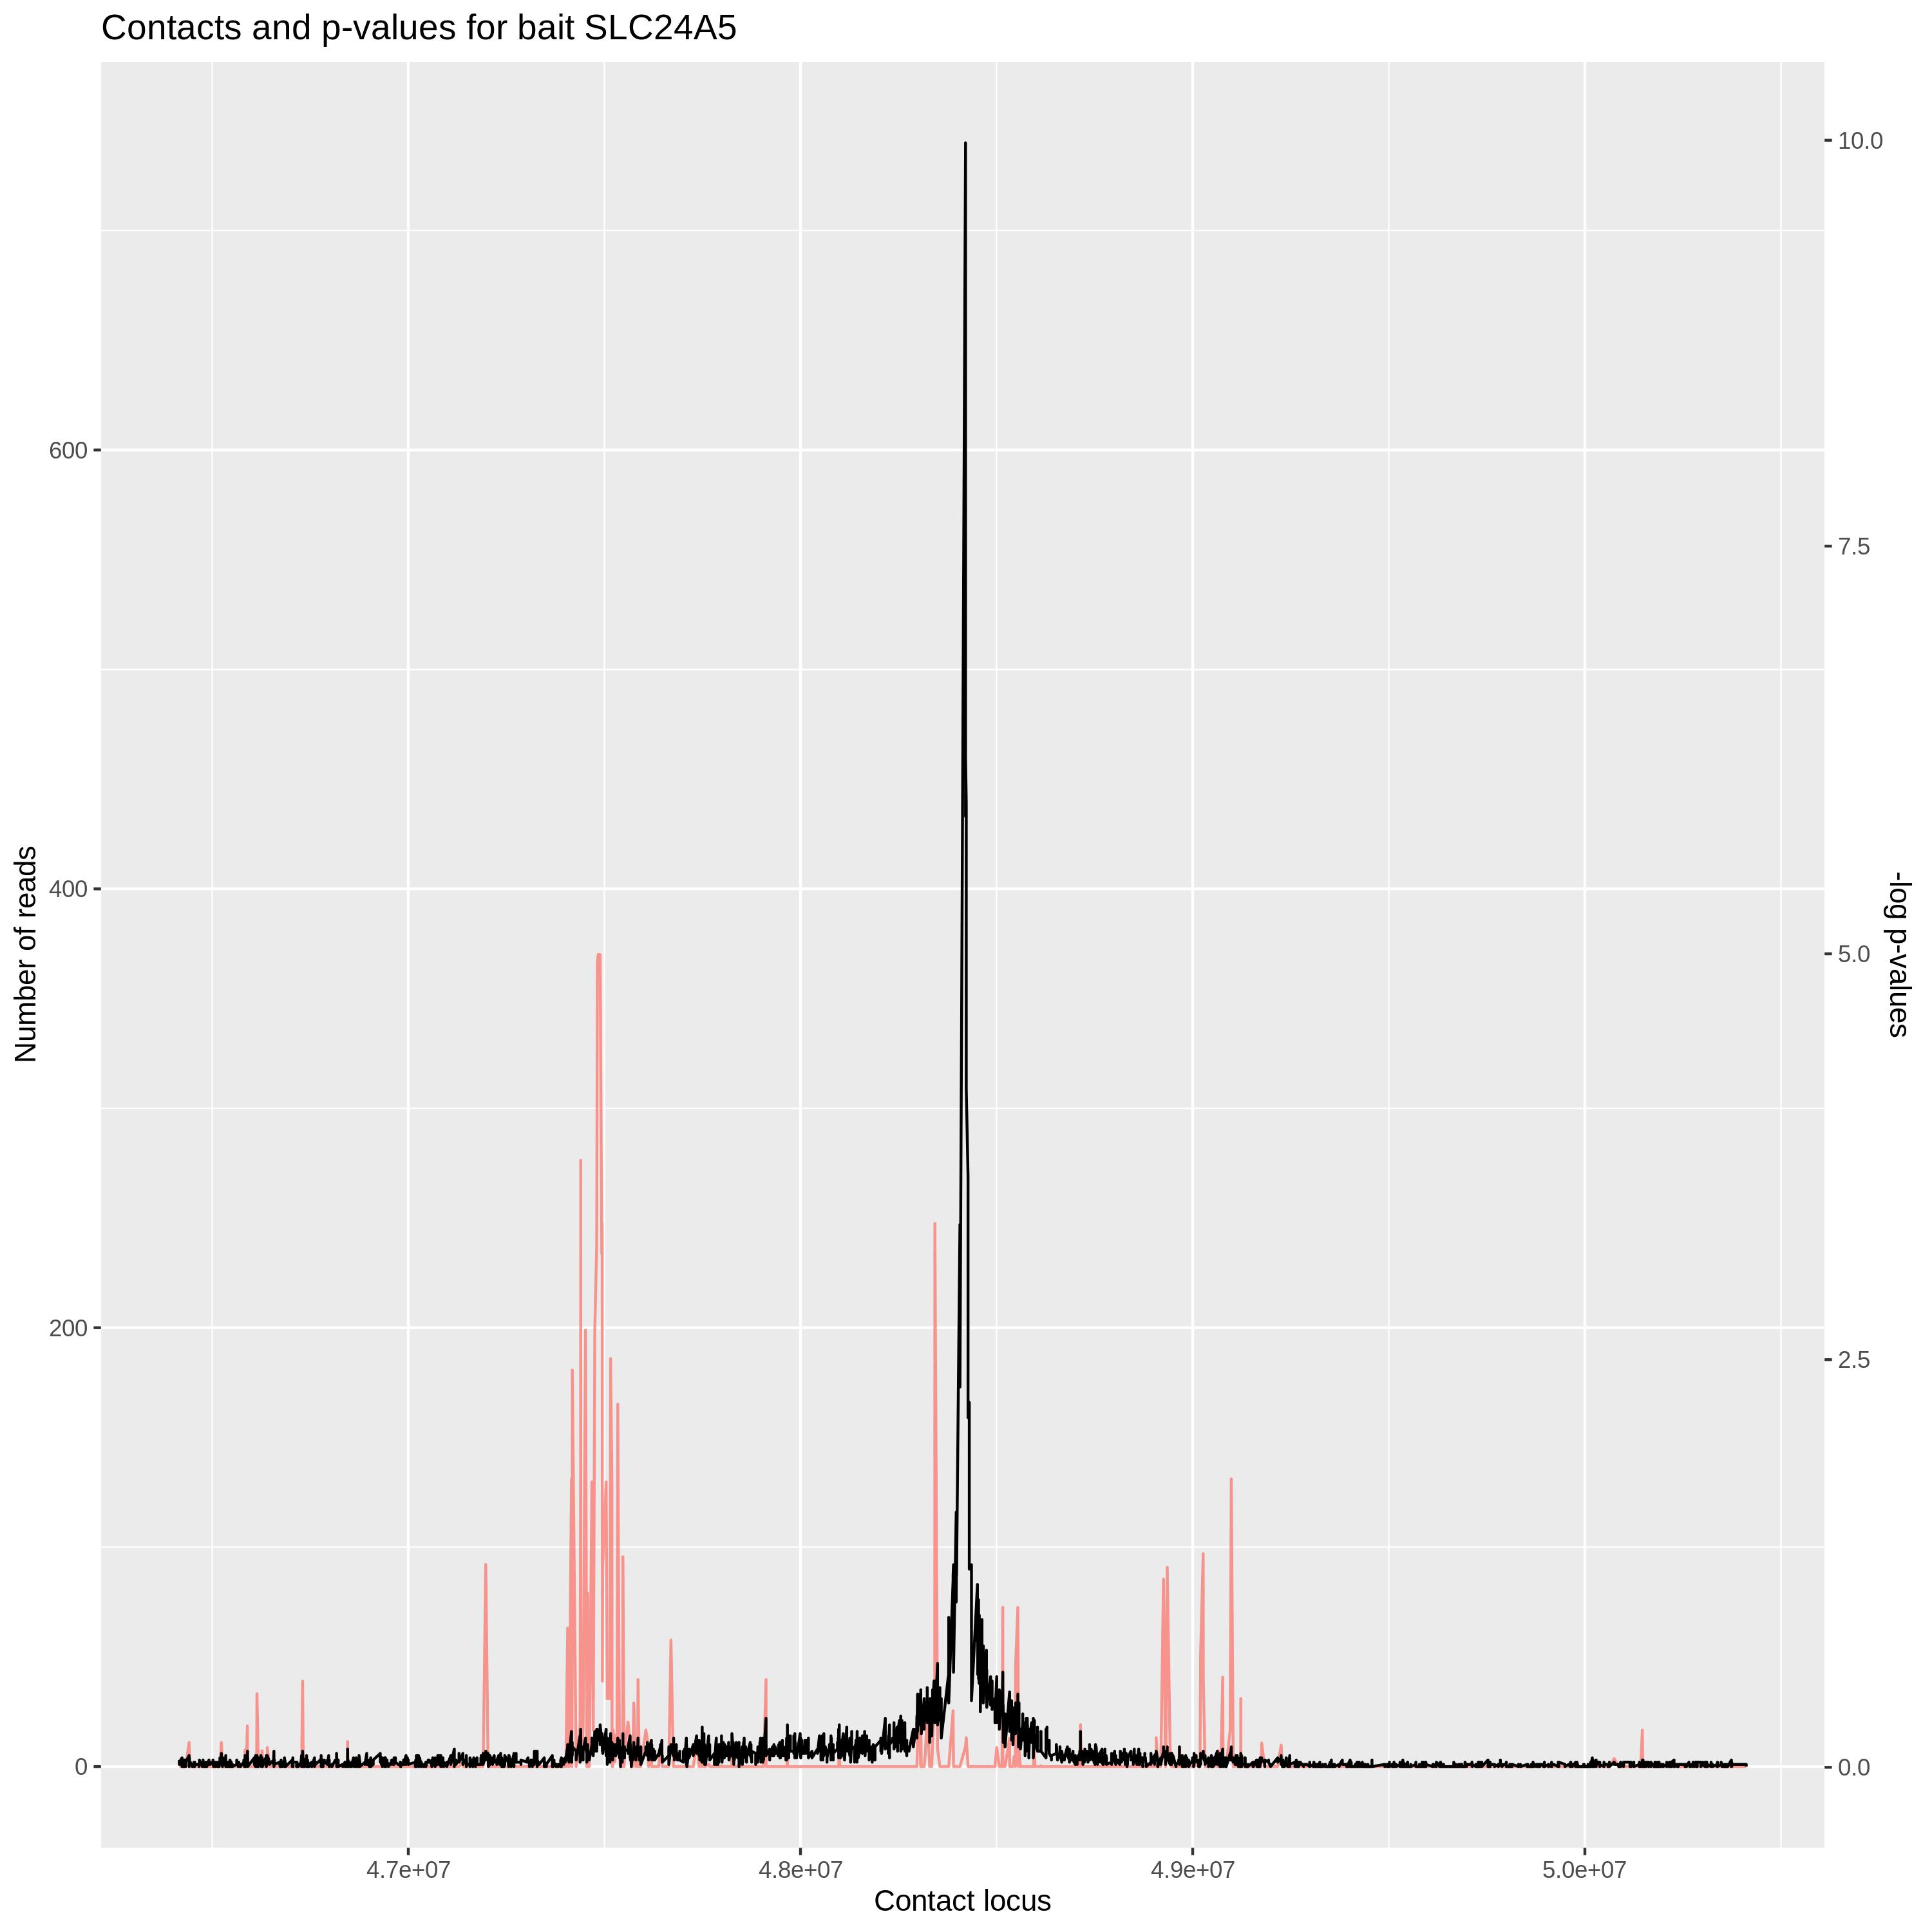 Contacts and p-values for bait SLC24A5
Number of reads
600
400
200
0
10.0
7.5
5.0
2.5
0.0
-log p-values
4.7e+07
4.8e+07
4.9e+07
5.0e+07
Contact locus